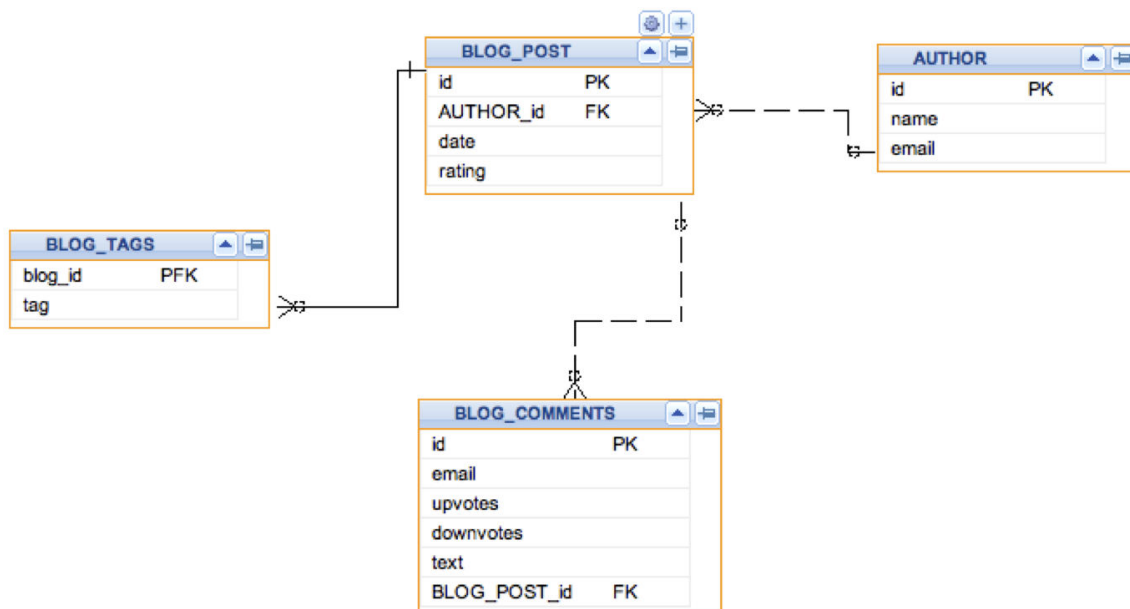 BLOG_POST
id PK
AUTHOR_id FK
date
rating
AUTHOR
id PK
name
email
BLOG_TAGS
blog_id PFK
tag
BLOG_COMMENTS
id PK
email
upvotes
downvotes
text
BLOG_POST_id FK